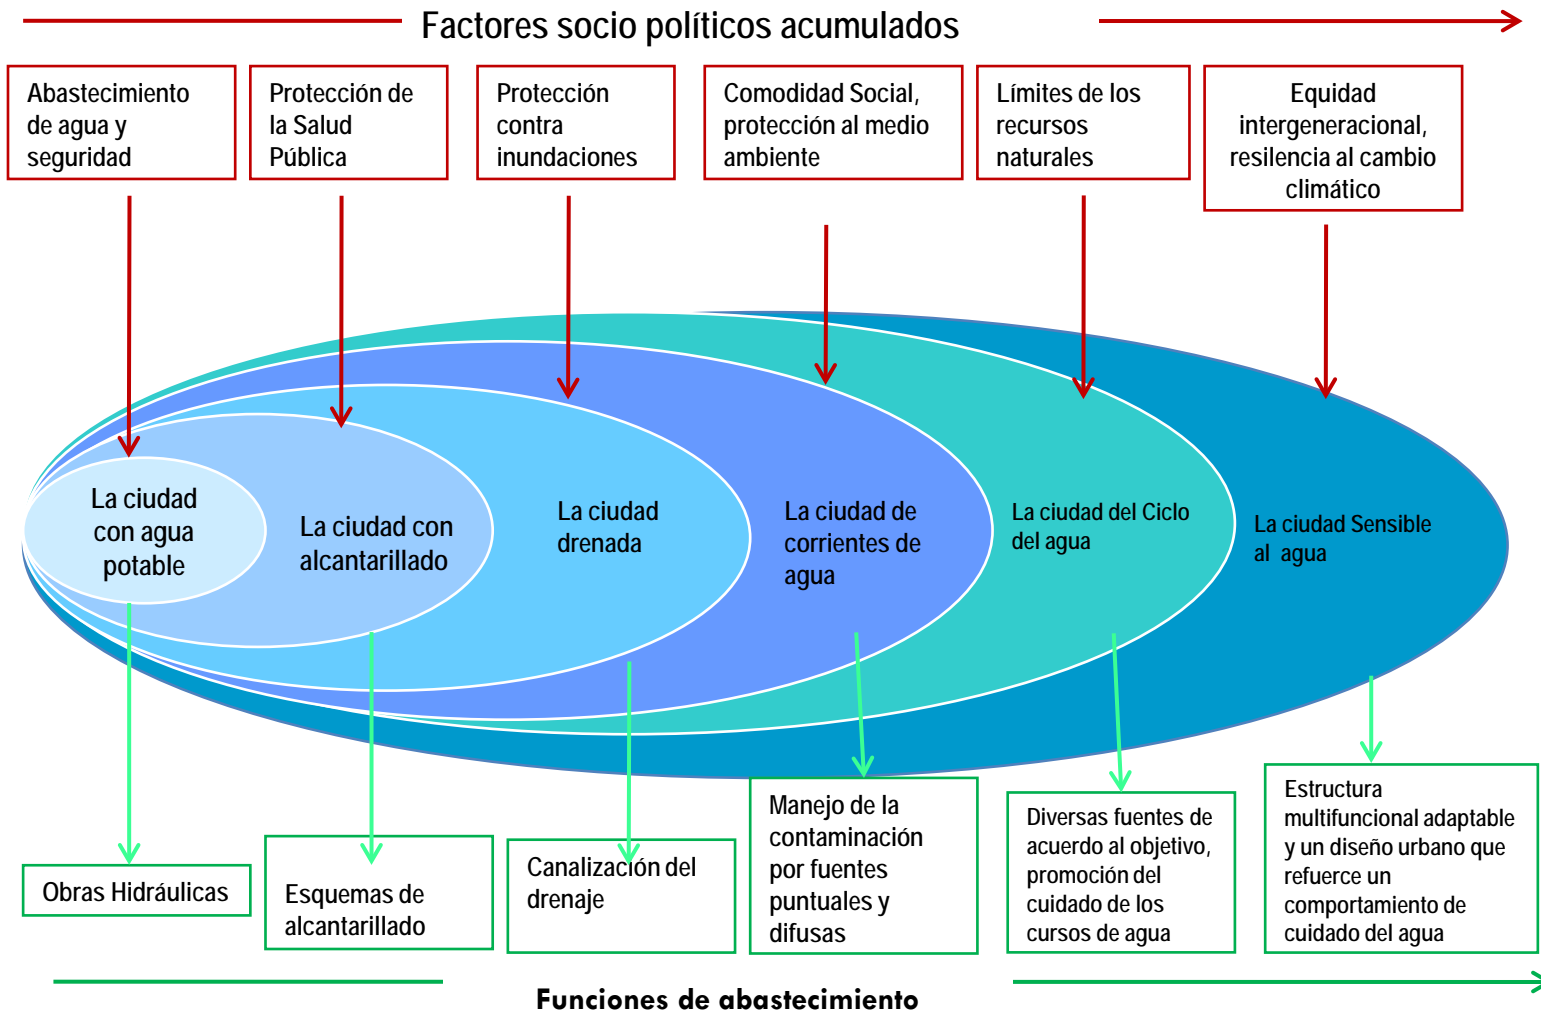 Factores socio políticos acumulados
Abastecimiento
de agua y
seguridad
Protección de
la Salud
Pública
Protección
contra
inundaciones
Comodidad Social,
protección al medio
ambiente
Límites de los
recursos
naturales
Equidad
intergeneracional,
resilencia al cambio
climático
La ciudad
con agua
potable
La ciudad con
alcantarillado
La ciudad
drenada
La ciudad de
corrientes de
agua
La ciudad del Ciclo
del agua
La ciudad Sensible
al agua
Obras Hidráulicas
Esquemas de
alcantarillado
Canalización del
drenaje
Manejo de la
contaminación
por fuentes
puntuales y
difusas
Diversas fuentes de
acuerdo al objetivo,
promoción del
cuidado de los
cursos de agua
Estructura
multifuncional adaptable
y un diseño urbano que
refuerce un
comportamiento de
cuidado del agua
Funciones de abastecimiento